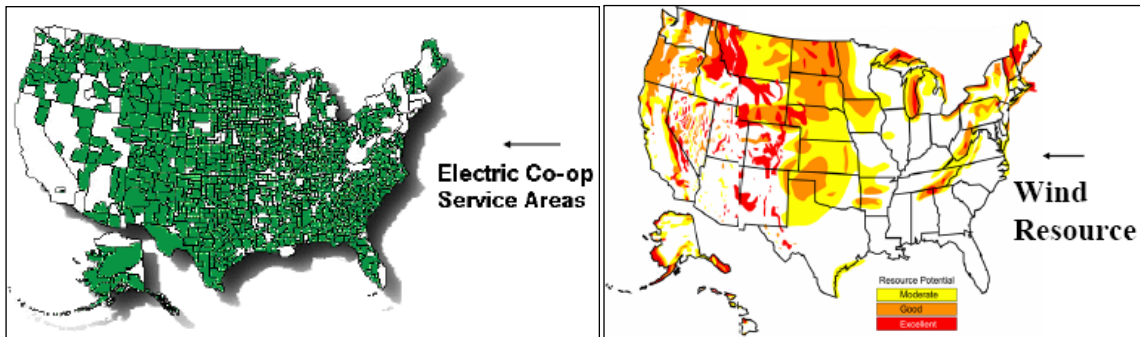 Electric Co-op
Service Areas
Wind
Resource
Resource Potential
Moderate
Good
Excellent